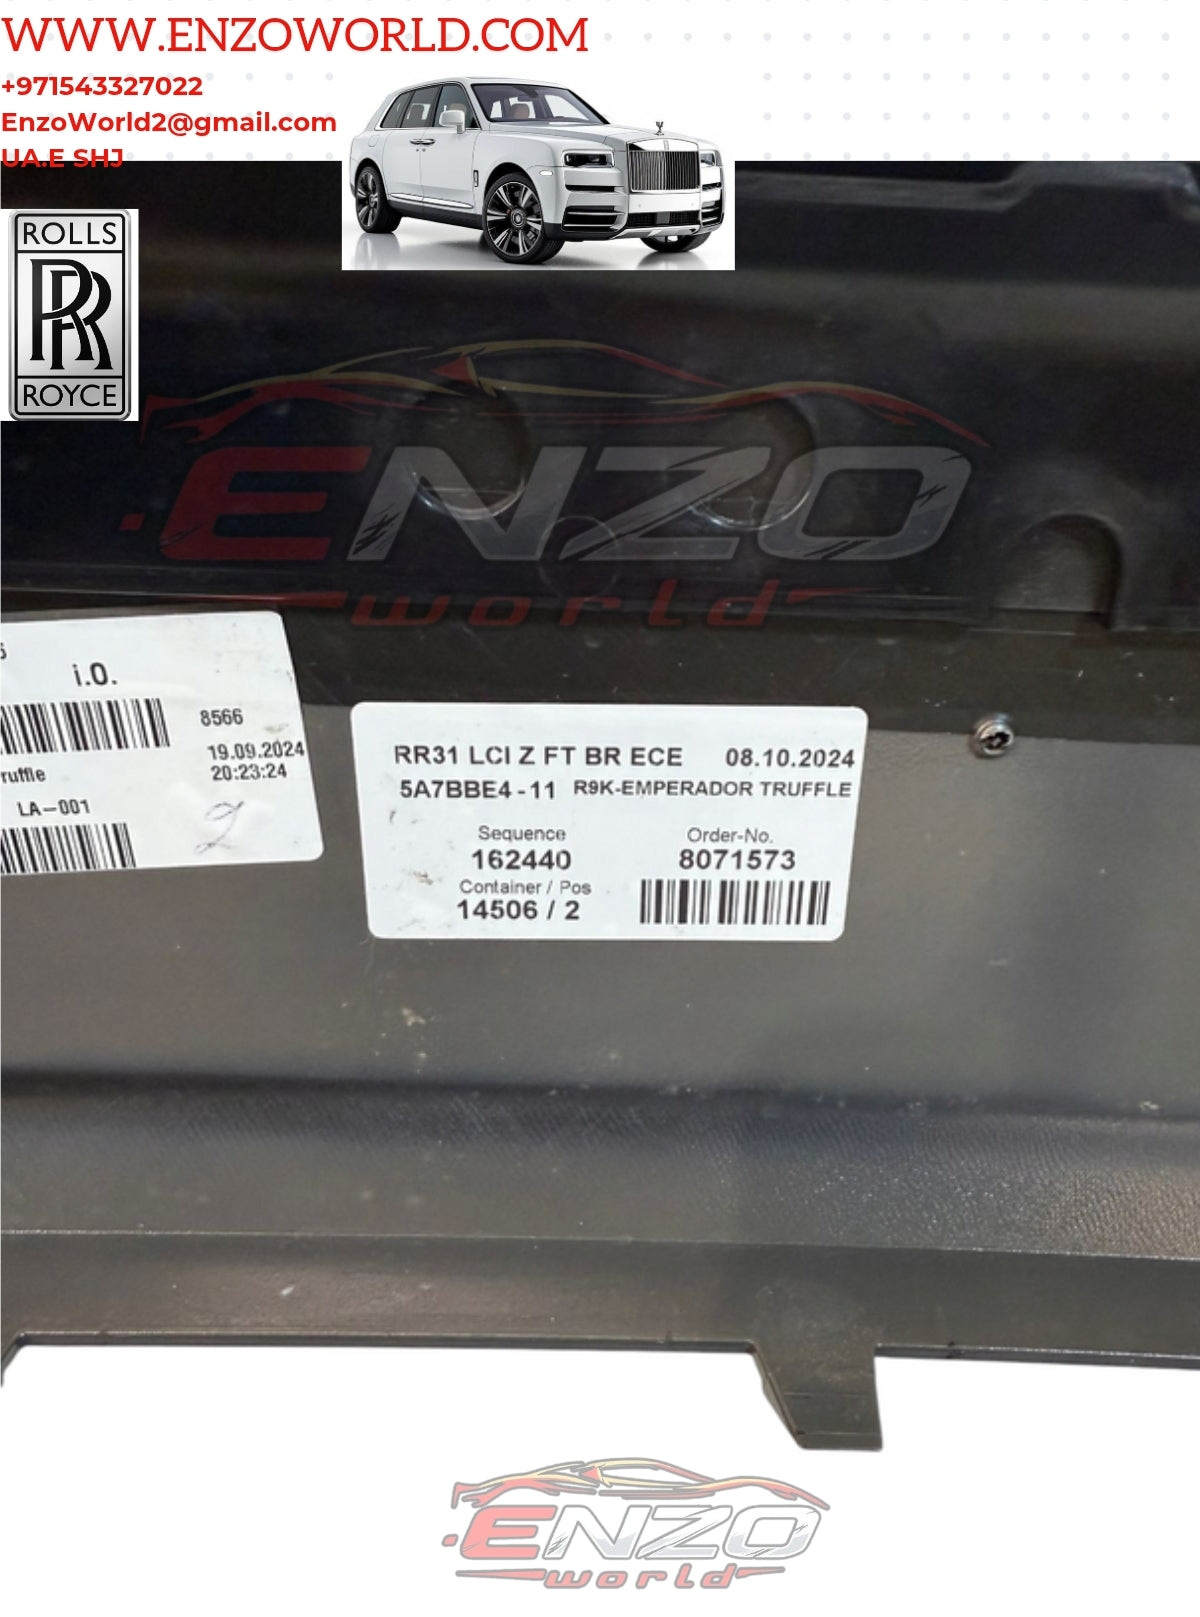 WWW.ENZOWORLD.COM
+971543327022
EnzoWorld2@gmail.com
UA.E SHJ
ROLLS
RR
ROYCE
ENZO
world
i.O.
8566
19.09.2024
20:23:24
ruffle
LA-001
2
RR31 LCI Z FT BR ECE 08.10.2024
5A7BBE4-11 R9K-EMPERADOR TRUFFLE
Sequence Order-No.
162440 8071573
Container / Pos
14506 / 2
ENZO
world